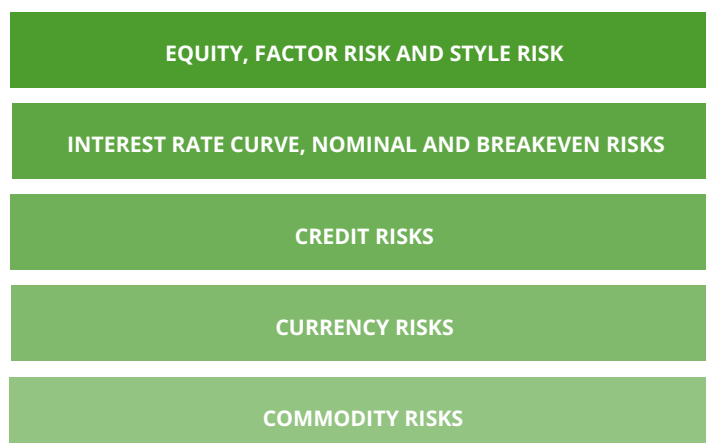 EQUITY, FACTOR RISK AND STYLE RISK
INTEREST RATE CURVE, NOMINAL AND BREAKEVEN RISKS
CREDIT RISKS
CURRENCY RISKS
COMMODITY RISKS